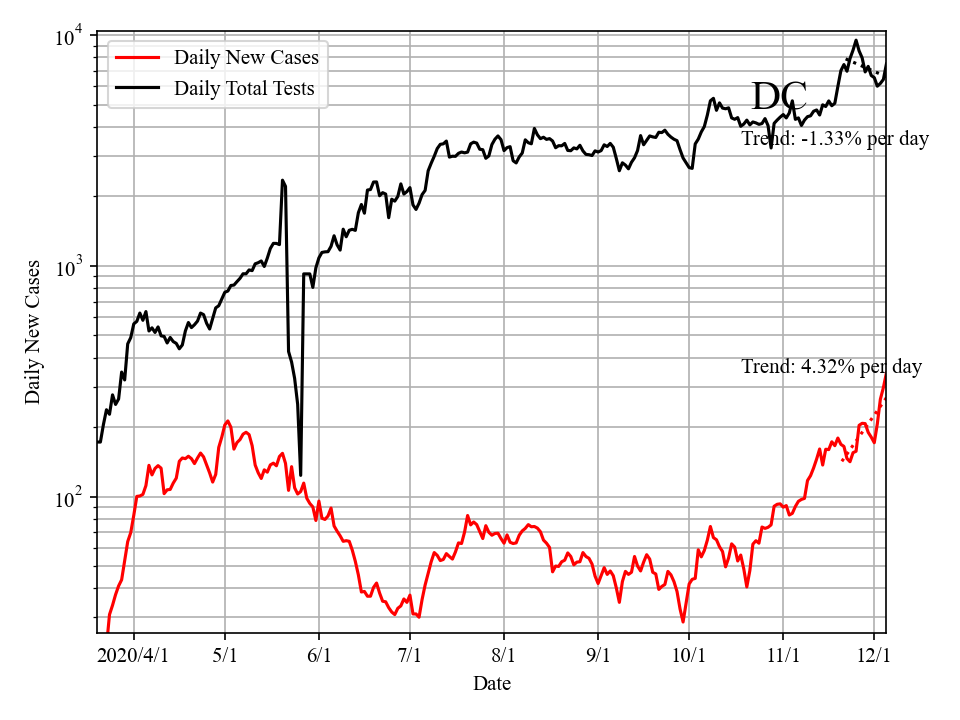 10^4
Daily New Cases
Daily Total Tests
DC
Trend: -1.33% per day
10^3
Daily New Cases
Trend: 4.32% per day
10^2
2020/4/1 5/1 6/1 7/1 8/1 9/1 10/1 11/1 12/1
Date